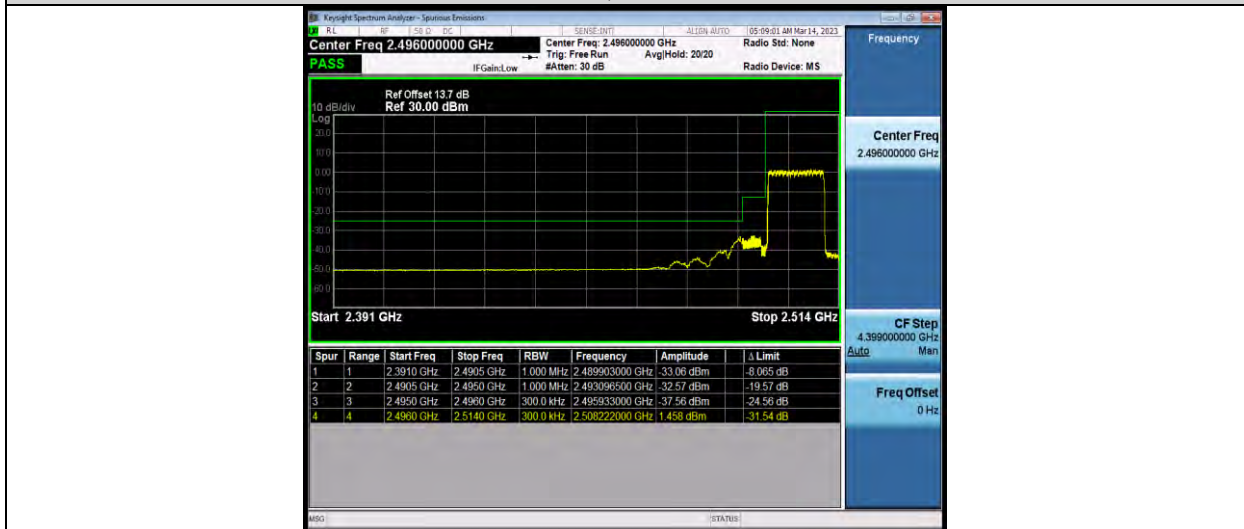 Keysight Spectrum Analyzer - Spurious Emissions
RL RF 50 Ω DC SENSE:INT ALIGN AUTO 05:09:01 AM Mar 14, 2023
Center Freq 2.496000000 GHz Center Freq: 2.496000000 GHz Radio Std: None
Trig: Free Run Avg|Hold: 20/20
PASS IFGain:Low #Atten: 30 dB Radio Device: MS
Frequency
Ref Offset 13.7 dB
10 dB/div Ref 30.00 dBm
Log
20.0
10.0
0.00
-10.0
-20.0
-30.0
-40.0
-50.0
-60.0
Start 2.391 GHz Stop 2.514 GHz
Center Freq
2.496000000 GHz
CF Step
4.399000000 GHz
Auto Man
Freq Offset
0 Hz
Spur Range Start Freq Stop Freq RBW Frequency Amplitude Δ Limit
1 1 2.3910 GHz 2.4905 GHz 1.000 MHz 2.489903000 GHz -33.06 dBm -8.065 dB
2 2 2.4905 GHz 2.4950 GHz 1.000 MHz 2.493096500 GHz -32.57 dBm -19.57 dB
3 3 2.4950 GHz 2.4960 GHz 300.0 kHz 2.495933000 GHz -37.56 dBm -24.56 dB
4 4 2.4960 GHz 2.5140 GHz 300.0 kHz 2.508222000 GHz 1.458 dBm -31.54 dB
MSG STATUS